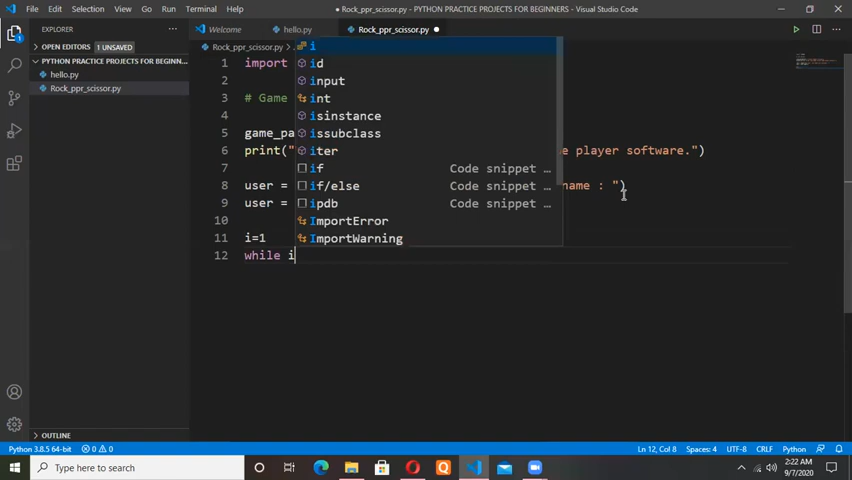 File Edit Selection View Go Run Terminal Help
● Rock_ppr_scissor.py - PYTHON PRACTICE PROJECTS FOR BEGINNERS - Visual Studio Code
EXPLORER ...
Welcome hello.py Rock_ppr_scissor.py ●
OPEN EDITORS 1 UNSAVED
PYTHON PRACTICE PROJECTS FOR BEGIN...
hello.py
Rock_ppr_scissor.py
Rock_ppr_scissor.py
1 import
2
3 # Game
4
5 game_pa
6 print(" e player software.")
7
8 user = name : ")
9 user =
10
11 i=1
12 while i
i
id
input
int
isinstance
issubclass
iter
if Code snippet …
if/else Code snippet …
ipdb Code snippet …
ImportError
ImportWarning
OUTLINE
Python 3.8.5 64-bit 0 0 Ln 12, Col 8 Spaces: 4 UTF-8 CRLF Python
Type here to search
2:22 AM
9/7/2020